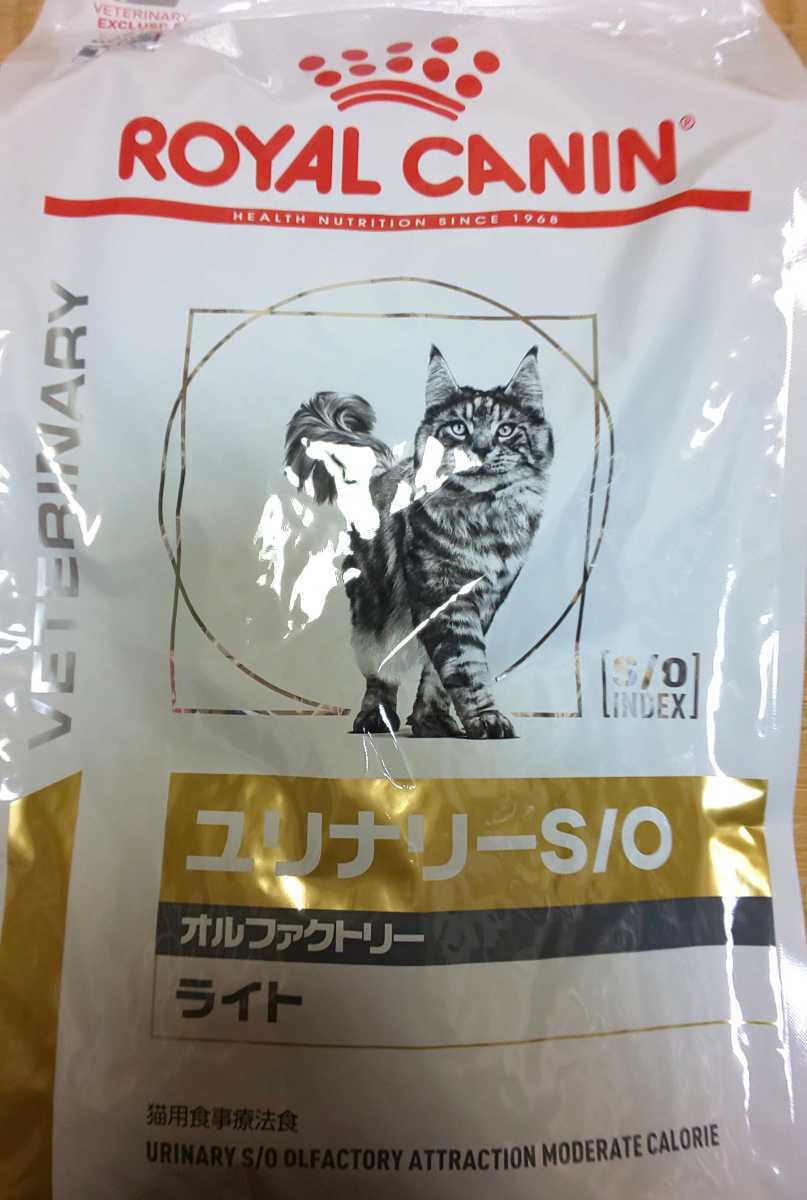 VETERINARY
ROYAL CANIN®
HEALTH NUTRITION SINCE 1968
VETERINARY
[S/O
INDEX]
ユリナリーS/O
オルファクトリー
ライト
猫用食事療法食
URINARY S/O OLFACTORY ATTRACTION MODERATE CALORIE